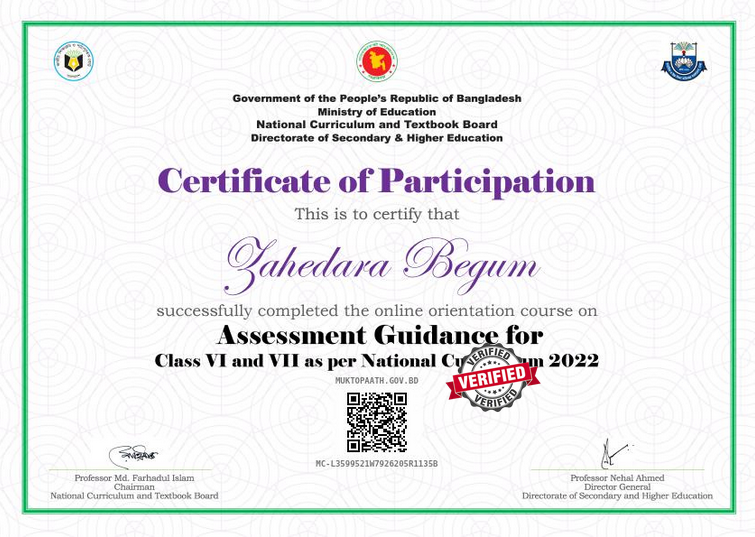 Government of the People's Republic of Bangladesh
Ministry of Education
National Curriculum and Textbook Board
Directorate of Secondary & Higher Education
Certificate of Participation
This is to certify that
Zahedara Begum
successfully completed the online orientation course on
Assessment Guidance for
Class VI and VII as per National Cu m 2022
VERIFIED
VERIFIED
VERIFIED
MUKTOPAATH.GOV.BD
MC-L3599521W7926205R1135B
Professor Md. Farhadul Islam
Chairman
National Curriculum and Textbook Board
Professor Nehal Ahmed
Director General
Directorate of Secondary and Higher Education